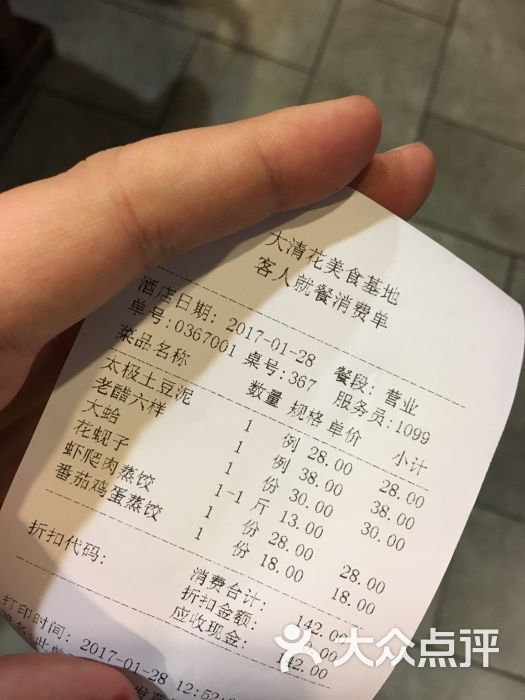 大清花美食基地
客人就餐消费单
酒店日期: 2017-01-28 餐段: 营业
单号:0367001 桌号:367 服务员:1099
菜品名称 数量 规格 单价 小计
太极土豆泥 1 例 28.00 28.00
老醋六样 1 例 38.00 38.00
大蛤 1 份 30.00 30.00
花蚬子 1-1 斤 13.00
虾爬肉蒸饺 1 份 28.00 28.00
番茄鸡蛋蒸饺 1 份 18.00 18.00
消费合计: 142.00
折扣代码: 折扣金额: .00
应收现金: 142.00
打印时间: 2017-01-28 12:52
大众点评